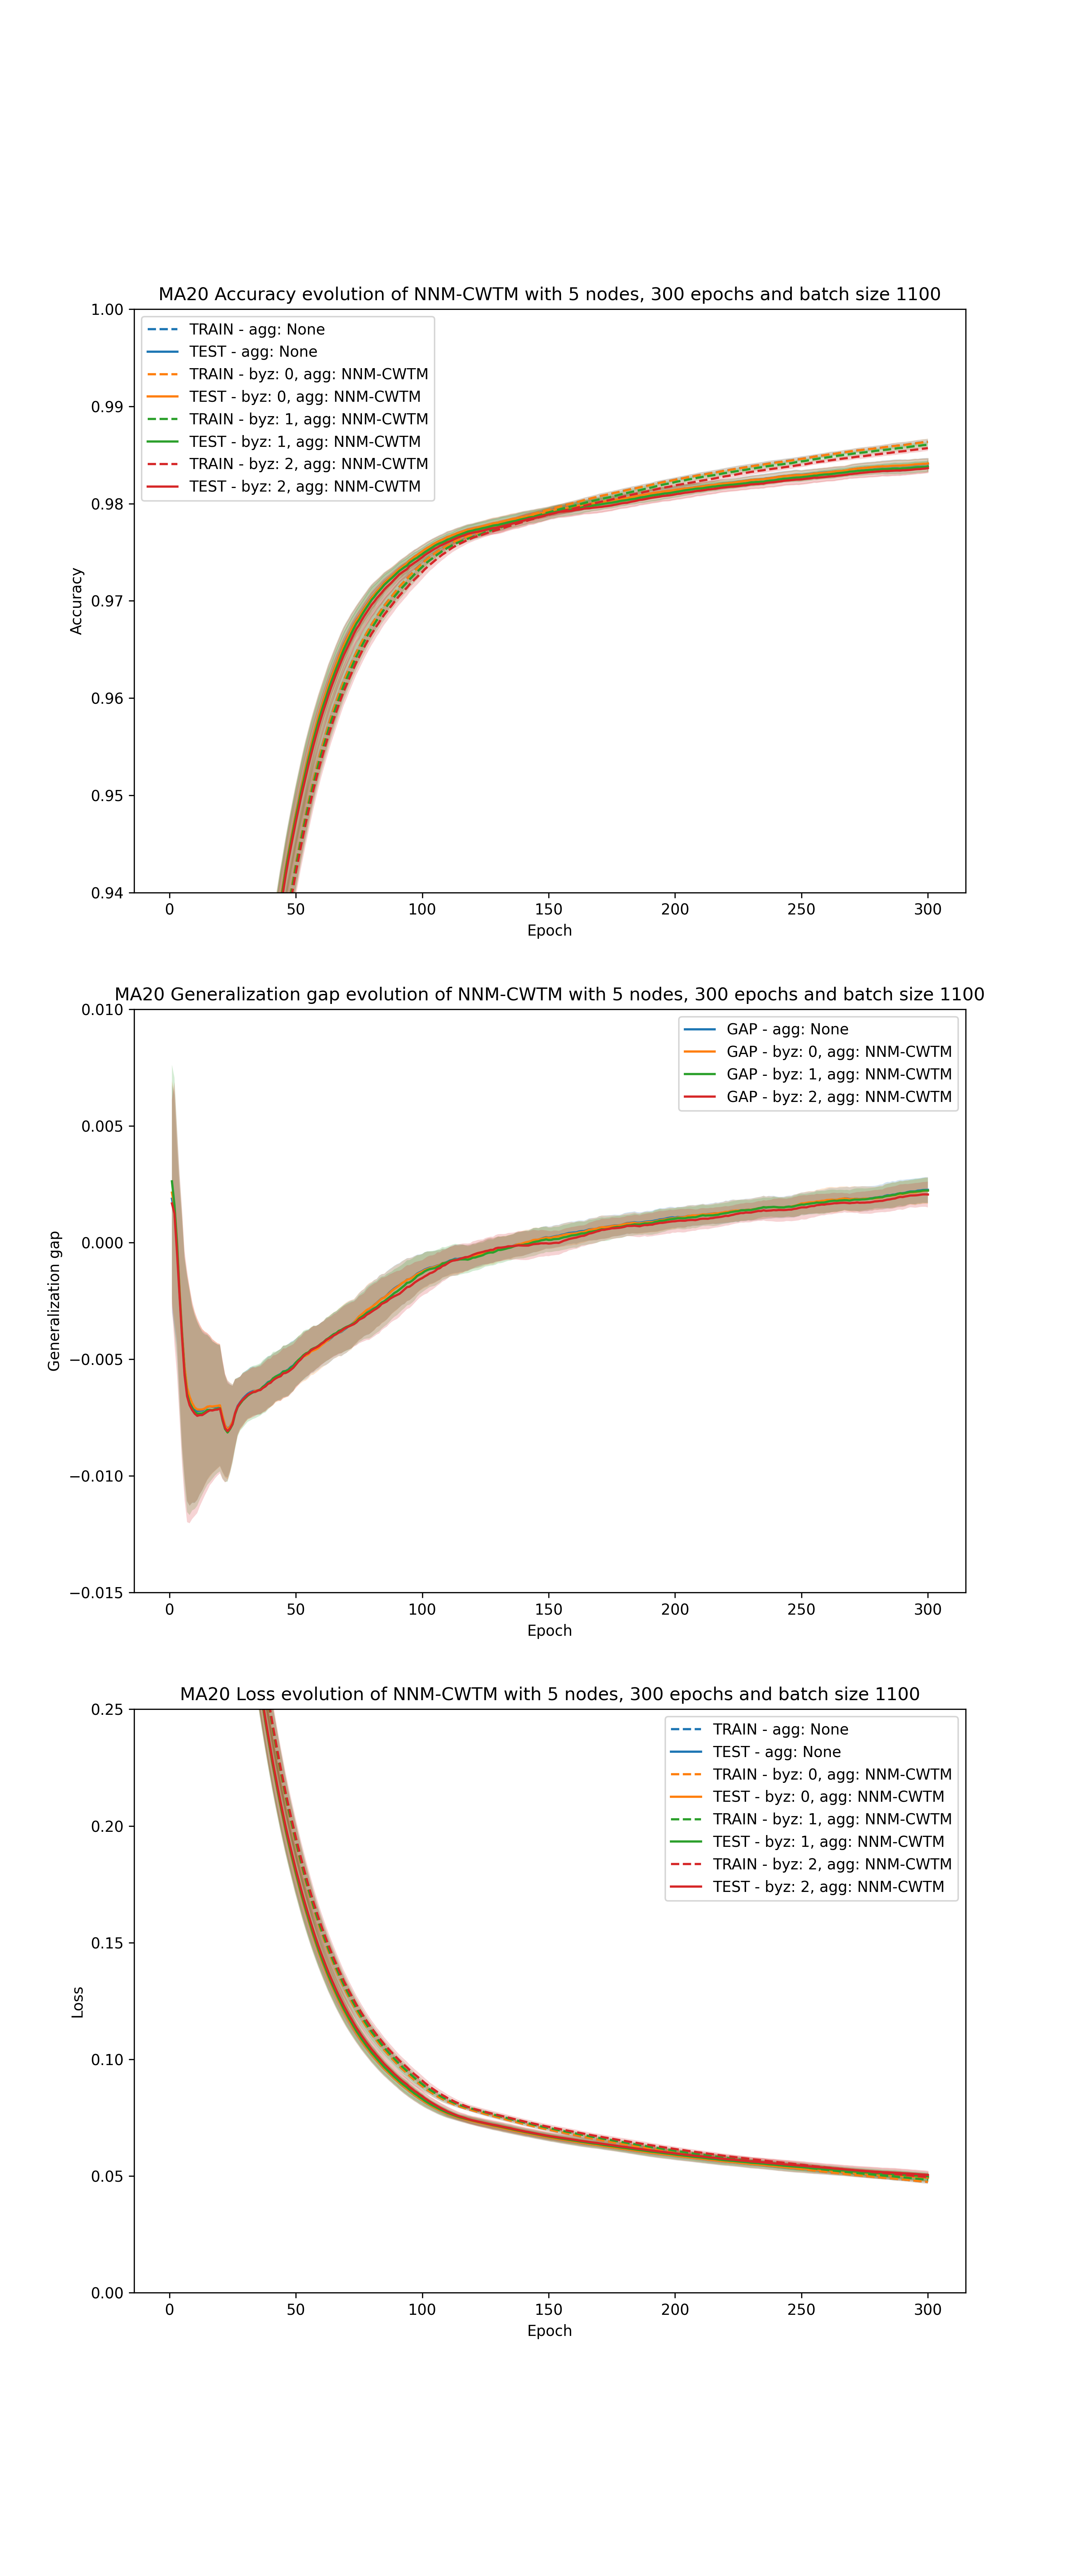 MA20 Accuracy evolution of NNM-CWTM with 5 nodes, 300 epochs and batch size 1100
1.00
0.99
0.98
0.97
0.96
0.95
0.94
Accuracy
TRAIN - agg: None
TEST - agg: None
TRAIN - byz: 0, agg: NNM-CWTM
TEST - byz: 0, agg: NNM-CWTM
TRAIN - byz: 1, agg: NNM-CWTM
TEST - byz: 1, agg: NNM-CWTM
TRAIN - byz: 2, agg: NNM-CWTM
TEST - byz: 2, agg: NNM-CWTM
0 50 100 150 200 250 300
Epoch
MA20 Generalization gap evolution of NNM-CWTM with 5 nodes, 300 epochs and batch size 1100
0.010
0.005
0.000
−0.005
−0.010
−0.015
Generalization gap
GAP - agg: None
GAP - byz: 0, agg: NNM-CWTM
GAP - byz: 1, agg: NNM-CWTM
GAP - byz: 2, agg: NNM-CWTM
0 50 100 150 200 250 300
Epoch
MA20 Loss evolution of NNM-CWTM with 5 nodes, 300 epochs and batch size 1100
0.25
0.20
0.15
0.10
0.05
0.00
Loss
TRAIN - agg: None
TEST - agg: None
TRAIN - byz: 0, agg: NNM-CWTM
TEST - byz: 0, agg: NNM-CWTM
TRAIN - byz: 1, agg: NNM-CWTM
TEST - byz: 1, agg: NNM-CWTM
TRAIN - byz: 2, agg: NNM-CWTM
TEST - byz: 2, agg: NNM-CWTM
0 50 100 150 200 250 300
Epoch